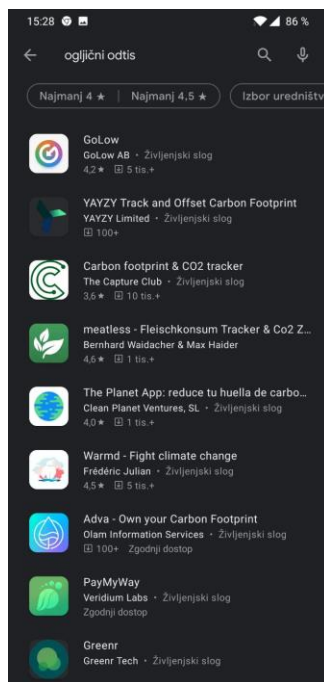 15:28 86 %
ogljični odtis
Najmanj 4 ★ | Najmanj 4,5 ★ Izbor uredništv
GoLow
GoLow AB • Življenjski slog
4,2 ★ 5 tis.+
YAYZY Track and Offset Carbon Footprint
YAYZY Limited • Življenjski slog
100+
Carbon footprint & CO2 tracker
The Capture Club • Življenjski slog
3,6 ★ 10 tis.+
meatless - Fleischkonsum Tracker & Co2 Z...
Bernhard Waidacher & Max Haider
4,6 ★ 1 tis.+
The Planet App: reduce tu huella de carbo...
Clean Planet Ventures, SL • Življenjski slog
4,0 ★ 1 tis.+
Warmd - Fight climate change
Frédéric Julian • Življenjski slog
4,5 ★ 5 tis.+
Adva - Own your Carbon Footprint
Olam Information Services • Življenjski slog
100+ Zgodnji dostop
PayMyWay
Veridium Labs • Življenjski slog
Zgodnji dostop
Greenr
Greenr Tech • Življenjski slog